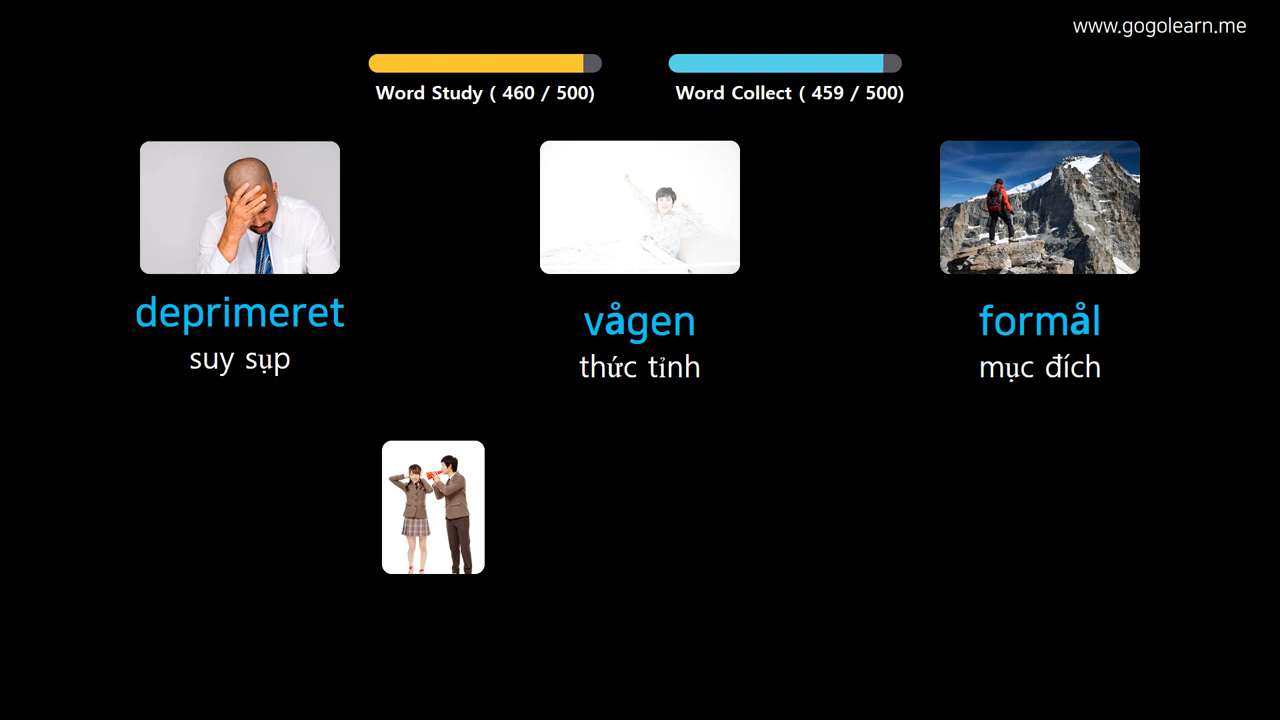 www.gogolearn.me
Word Study ( 460 / 500)
Word Collect ( 459 / 500)
deprimeret
suy sụp
vågen
thức tỉnh
formål
mục đích